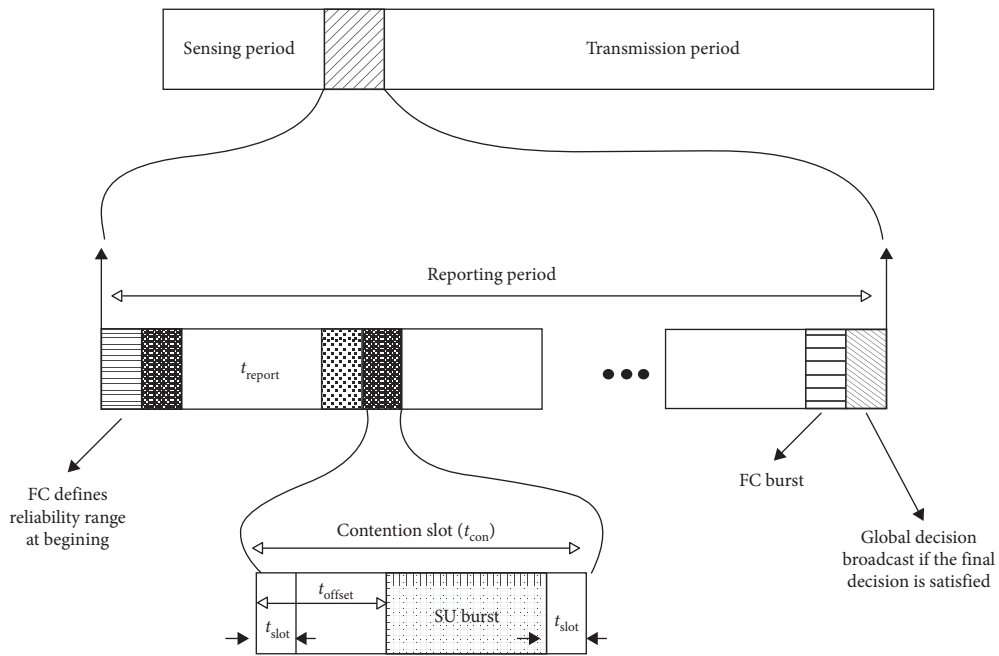 Sensing period
Transmission period
Reporting period
t_report
FC defines
reliability range
at begining
FC burst
Global decision
broadcast if the final
decision is satisfied
Contention slot (t_con)
t_offset
t_slot
SU burst
t_slot